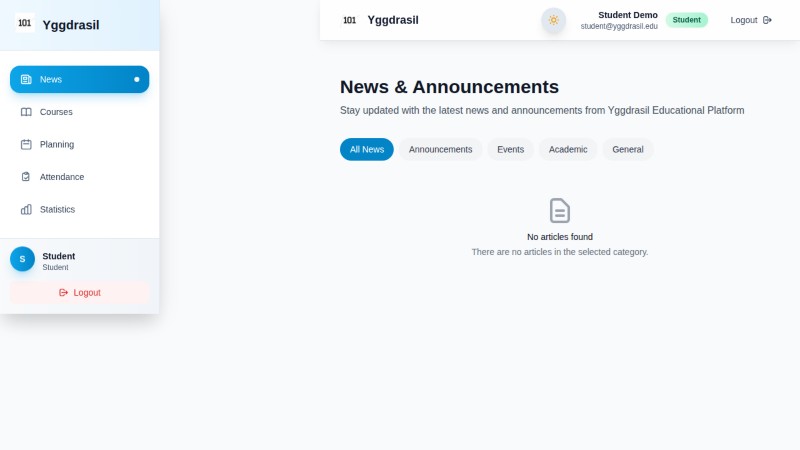 101 Yggdrasil
News
Courses
Planning
Attendance
Statistics
S
Student
Student
Logout
101 Yggdrasil
Student Demo
student@yggdrasil.edu
Student
Logout
News & Announcements
Stay updated with the latest news and announcements from Yggdrasil Educational Platform
All News Announcements Events Academic General
No articles found
There are no articles in the selected category.